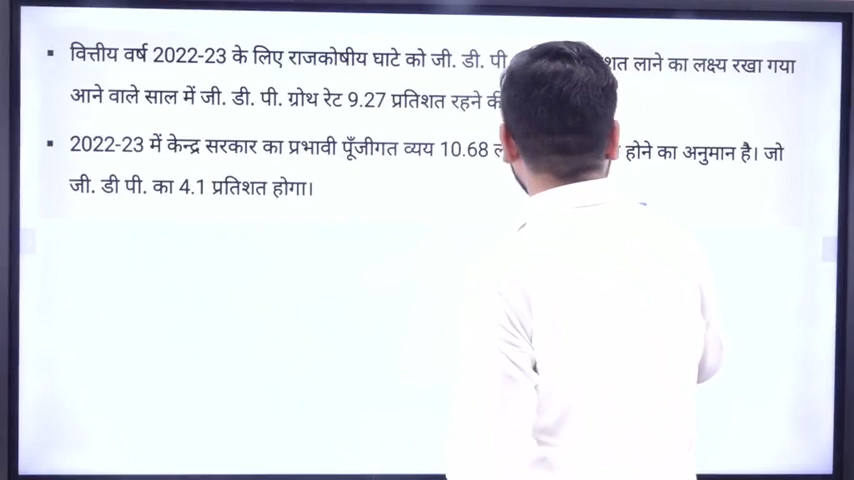 वित्तीय वर्ष 2022-23 के लिए राजकोषीय घाटे को जी. डी. पी. लाने का लक्ष्य रखा गया
आने वाले साल में जी. डी. पी. ग्रोथ रेट 9.27 प्रतिशत रहने
2022-23 में केन्द्र सरकार का प्रभावी पूँजीगत व्यय 10.68 होने का अनुमान है। जो
जी. डी पी. का 4.1 प्रतिशत होगा।